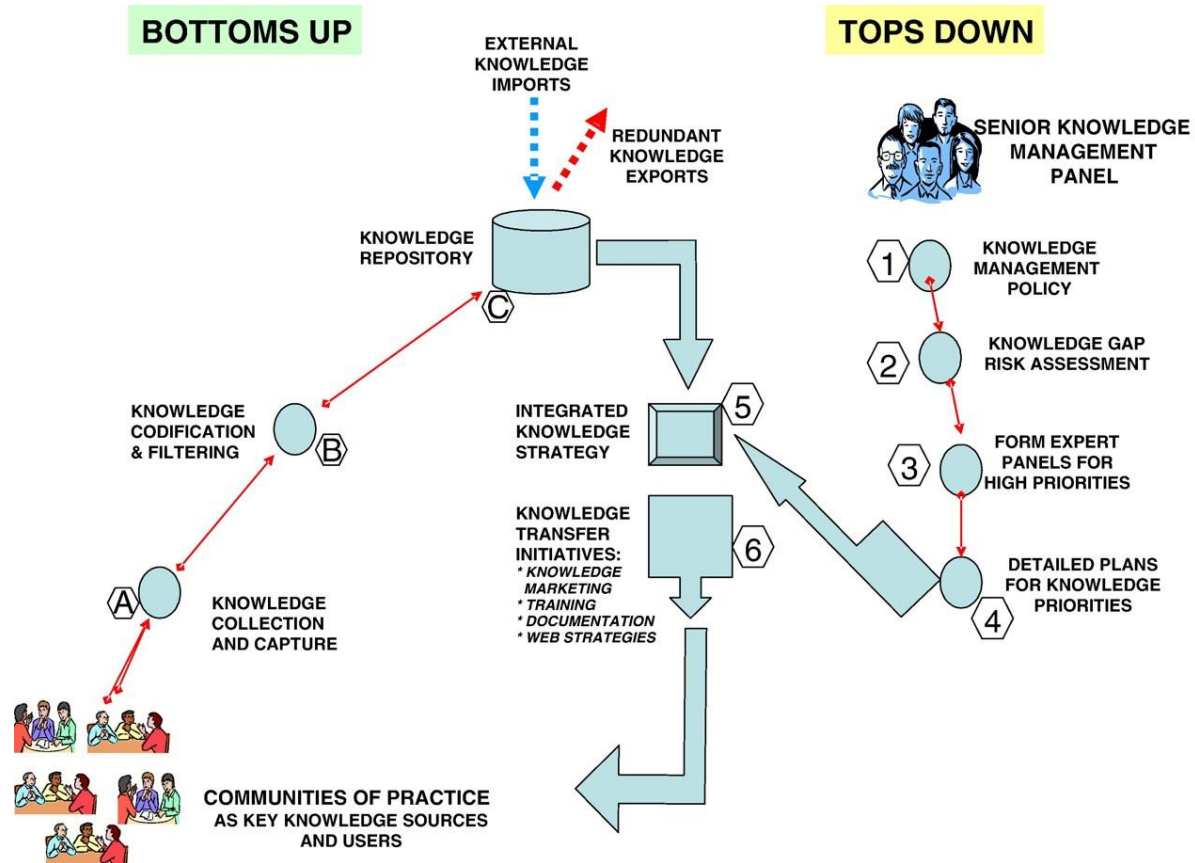 BOTTOMS UP
TOPS DOWN
EXTERNAL
KNOWLEDGE
IMPORTS
REDUNDANT
KNOWLEDGE
EXPORTS
SENIOR KNOWLEDGE
MANAGEMENT
PANEL
KNOWLEDGE
REPOSITORY
C
1
KNOWLEDGE
MANAGEMENT
POLICY
2
KNOWLEDGE GAP
RISK ASSESSMENT
KNOWLEDGE
CODIFICATION
& FILTERING
B
INTEGRATED
KNOWLEDGE
STRATEGY
5
3
FORM EXPERT
PANELS FOR
HIGH PRIORITIES
KNOWLEDGE
TRANSFER
INITIATIVES:
* KNOWLEDGE
MARKETING
* TRAINING
* DOCUMENTATION
* WEB STRATEGIES
6
DETAILED PLANS
FOR KNOWLEDGE
PRIORITIES
4
A
KNOWLEDGE
COLLECTION
AND CAPTURE
COMMUNITIES OF PRACTICE
AS KEY KNOWLEDGE SOURCES
AND USERS